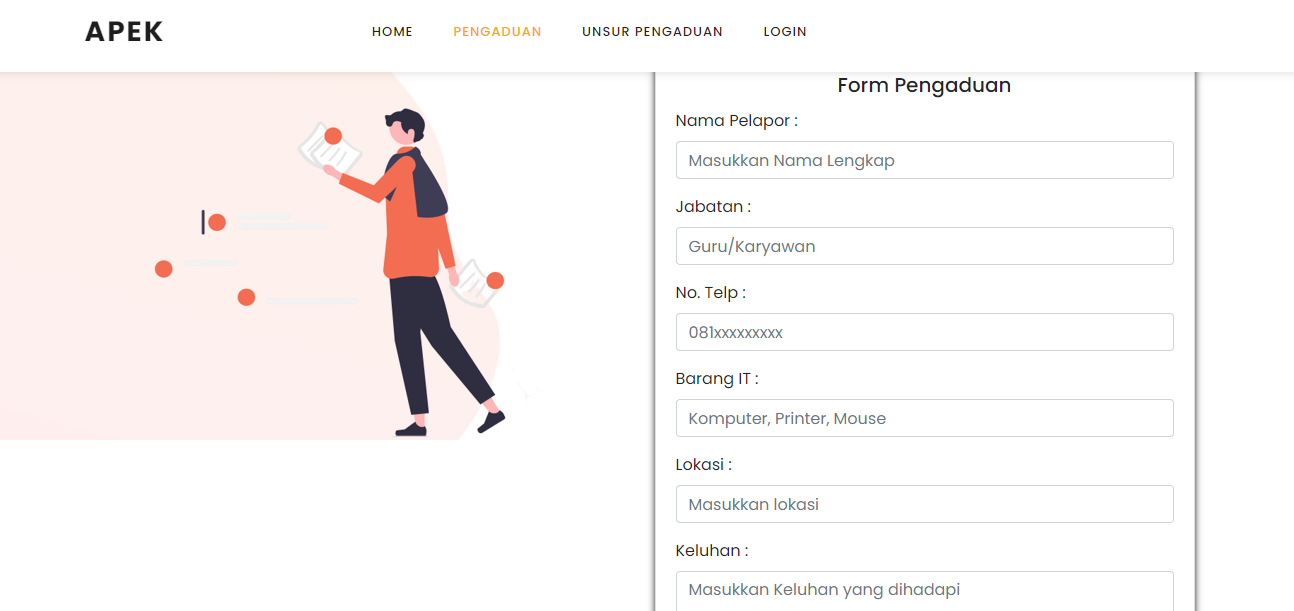 APEK
HOME PENGADUAN UNSUR PENGADUAN LOGIN
Form Pengaduan
Nama Pelapor :
Masukkan Nama Lengkap
Jabatan :
Guru/Karyawan
No. Telp :
081xxxxxxxxx
Barang IT :
Komputer, Printer, Mouse
Lokasi :
Masukkan lokasi
Keluhan :
Masukkan Keluhan yang dihadapi